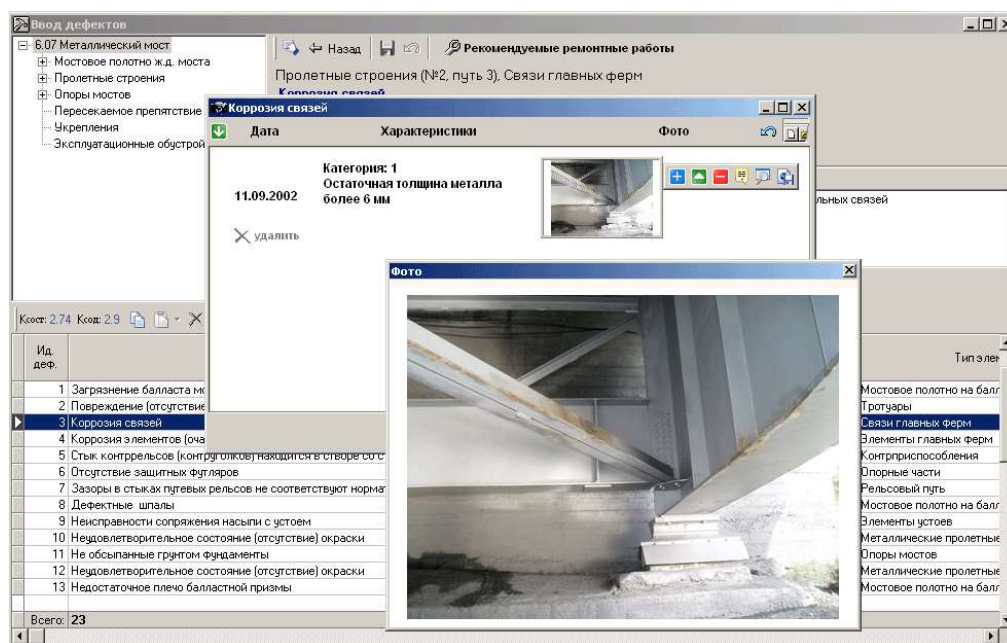 Ввод дефектов
6.07 Металлический мост
Мостовое полотно ж.д. моста
Пролетные строения
Опоры мостов
Пересекаемое препятствие
Укрепления
Эксплуатационные обустрой
Назад
Рекомендуемые ремонтные работы
Пролетные строения (№2, путь 3), Связи главных ферм
Коррозия связей
Коррозия связей
Дата Характеристики Фото
11.09.2002
Категория: 1
Остаточная толщина металла
более 6 мм
удалить
льных связей
Фото
Ксост: 2.74 Ксод: 2.9
Ид. деф.
Тип элем
1 Загрязнение балласта мо
Мостовое полотно на балл
2 Повреждение (отсутствие
Тротуары
3 Коррозия связей
Связи главных ферм
4 Коррозия элементов (оча
Элементы главных ферм
5 Стык контррельсов (контруголков) находится в створе со с
Контрприспособления
6 Отсутствие защитных футляров
Опорные части
7 Зазоры в стыках путевых рельсов не соответствуют нормат
Рельсовый путь
8 Дефектные шпалы
Мостовое полотно на балл
9 Неисправности сопряжения насыпи с устоем
Элементы устоев
10 Неудовлетворительное состояние (отсутствие) окраски
Металлические пролетные
11 Не обсыпанные грунтом фундаменты
Опоры мостов
12 Неудовлетворительное состояние (отсутствие) окраски
Металлические пролетные
13 Недостаточное плечо балластной призмы
Мостовое полотно на балл
Всего: 23